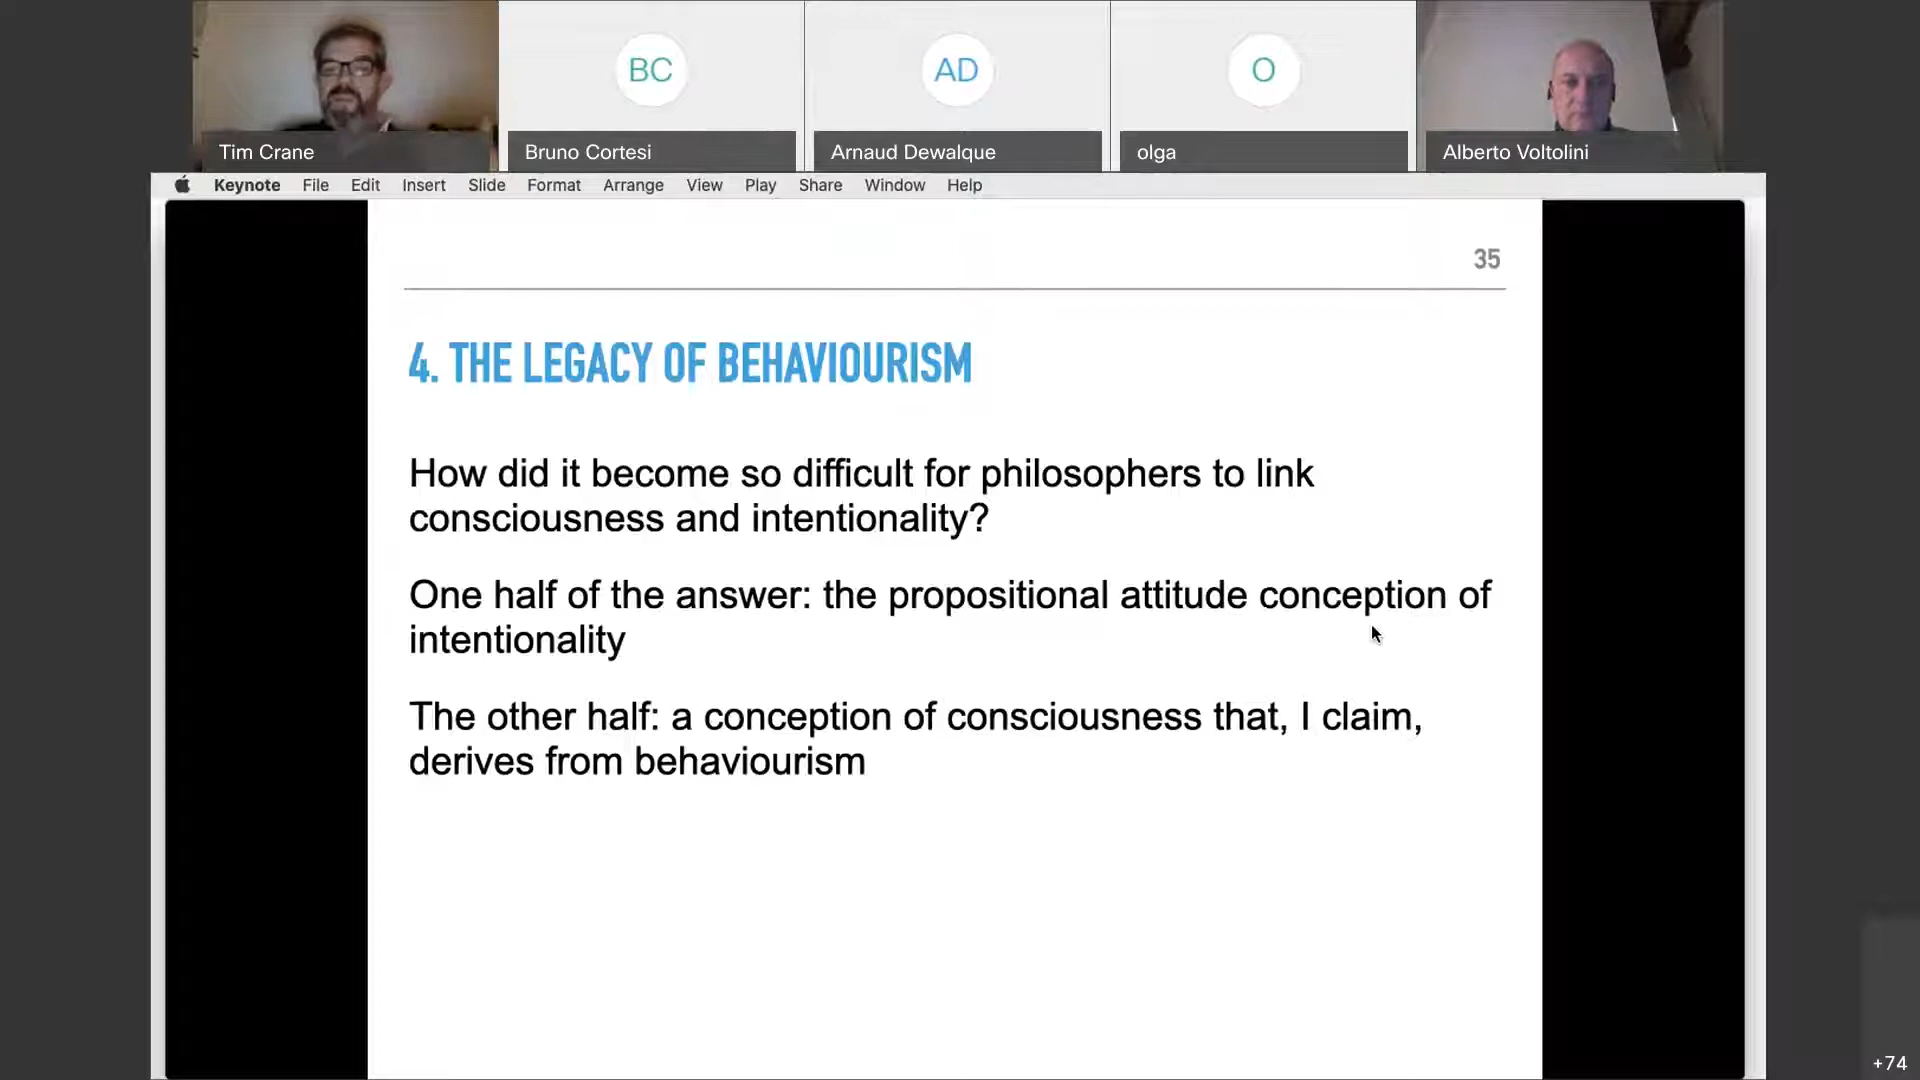 BC
AD
O
Tim Crane
Bruno Cortesi
Arnaud Dewalque
olga
Alberto Voltolini
Keynote File Edit Insert Slide Format Arrange View Play Share Window Help
35
4. THE LEGACY OF BEHAVIOURISM
How did it become so difficult for philosophers to link
consciousness and intentionality?
One half of the answer: the propositional attitude conception of
intentionality
The other half: a conception of consciousness that, I claim,
derives from behaviourism
+74